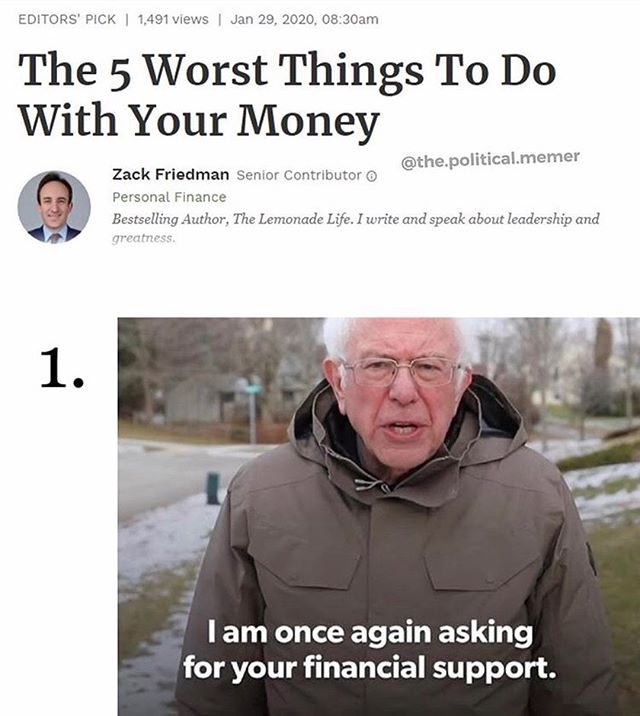 EDITORS' PICK | 1,491 views | Jan 29, 2020, 08:30am
The 5 Worst Things To Do
With Your Money
@the.political.memer
Zack Friedman Senior Contributor ⓘ
Personal Finance
Bestselling Author, The Lemonade Life. I write and speak about leadership and
greatness.
1.
I am once again asking
for your financial support.